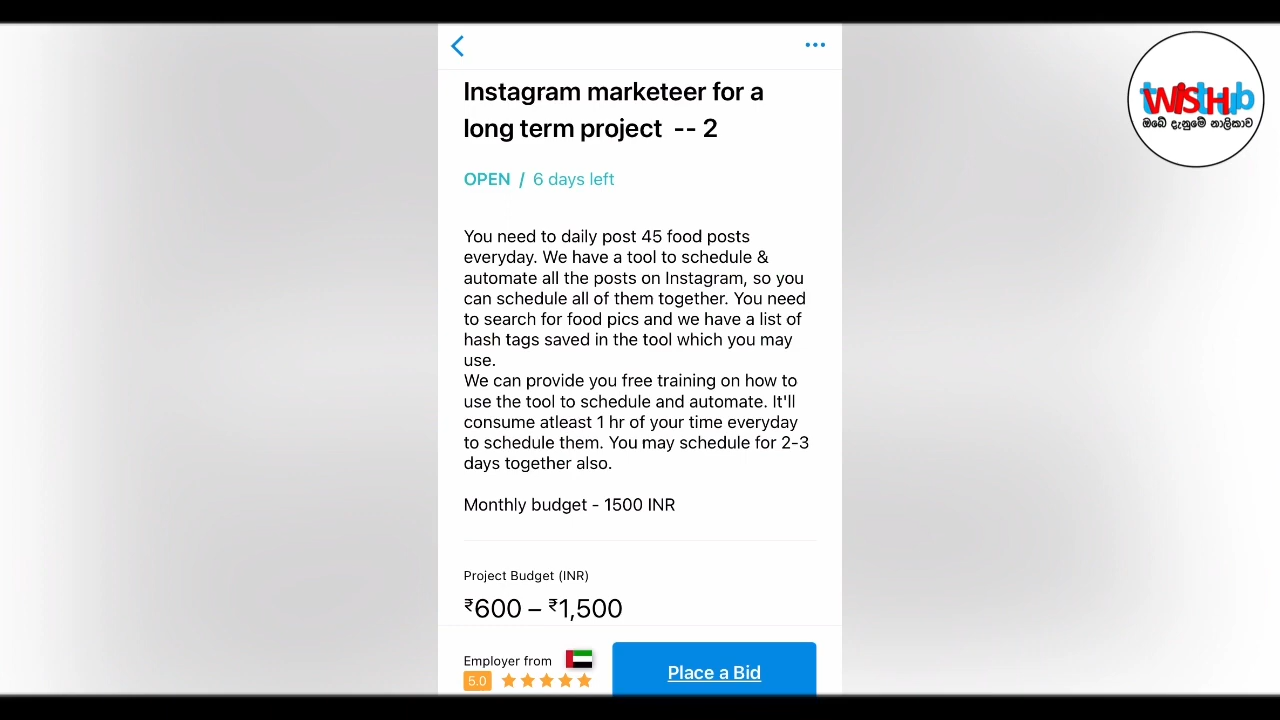 Instagram marketeer for a
long term project -- 2
OPEN / 6 days left
You need to daily post 45 food posts
everyday. We have a tool to schedule &
automate all the posts on Instagram, so you
can schedule all of them together. You need
to search for food pics and we have a list of
hash tags saved in the tool which you may
use.
We can provide you free training on how to
use the tool to schedule and automate. It'll
consume atleast 1 hr of your time everyday
to schedule them. You may schedule for 2-3
days together also.
Monthly budget - 1500 INR
Project Budget (INR)
₹600 – ₹1,500
Employer from
5.0
Place a Bid
ඔබේ දැනුමේ නාලිකාව